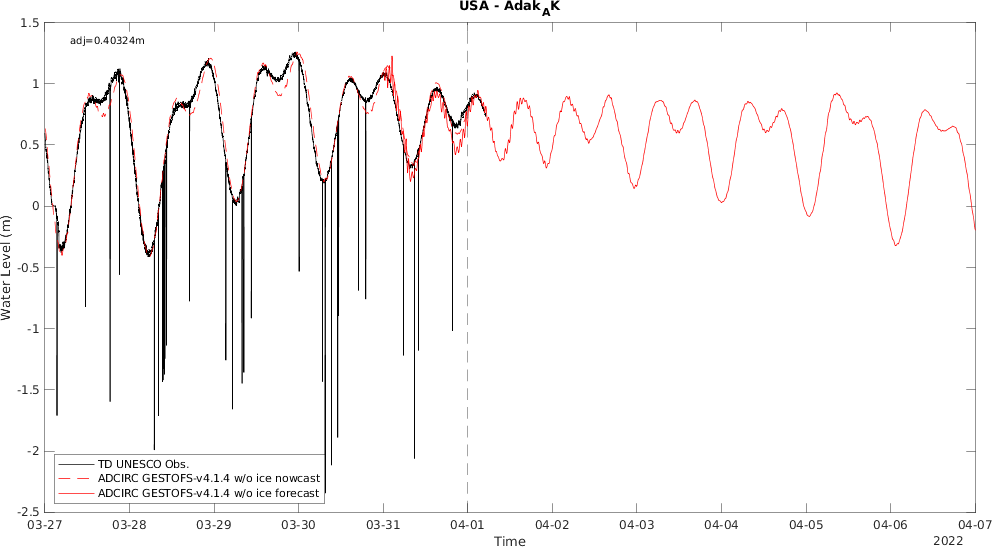 USA - Adak_AK
adj=0.40324m
1.5
1
0.5
0
-0.5
-1
-1.5
-2
-2.5
Water Level (m)
TD UNESCO Obs.
ADCIRC GESTOFS-v4.1.4 w/o ice nowcast
ADCIRC GESTOFS-v4.1.4 w/o ice forecast
03-27 03-28 03-29 03-30 03-31 04-01 04-02 04-03 04-04 04-05 04-06 04-07
Time
2022